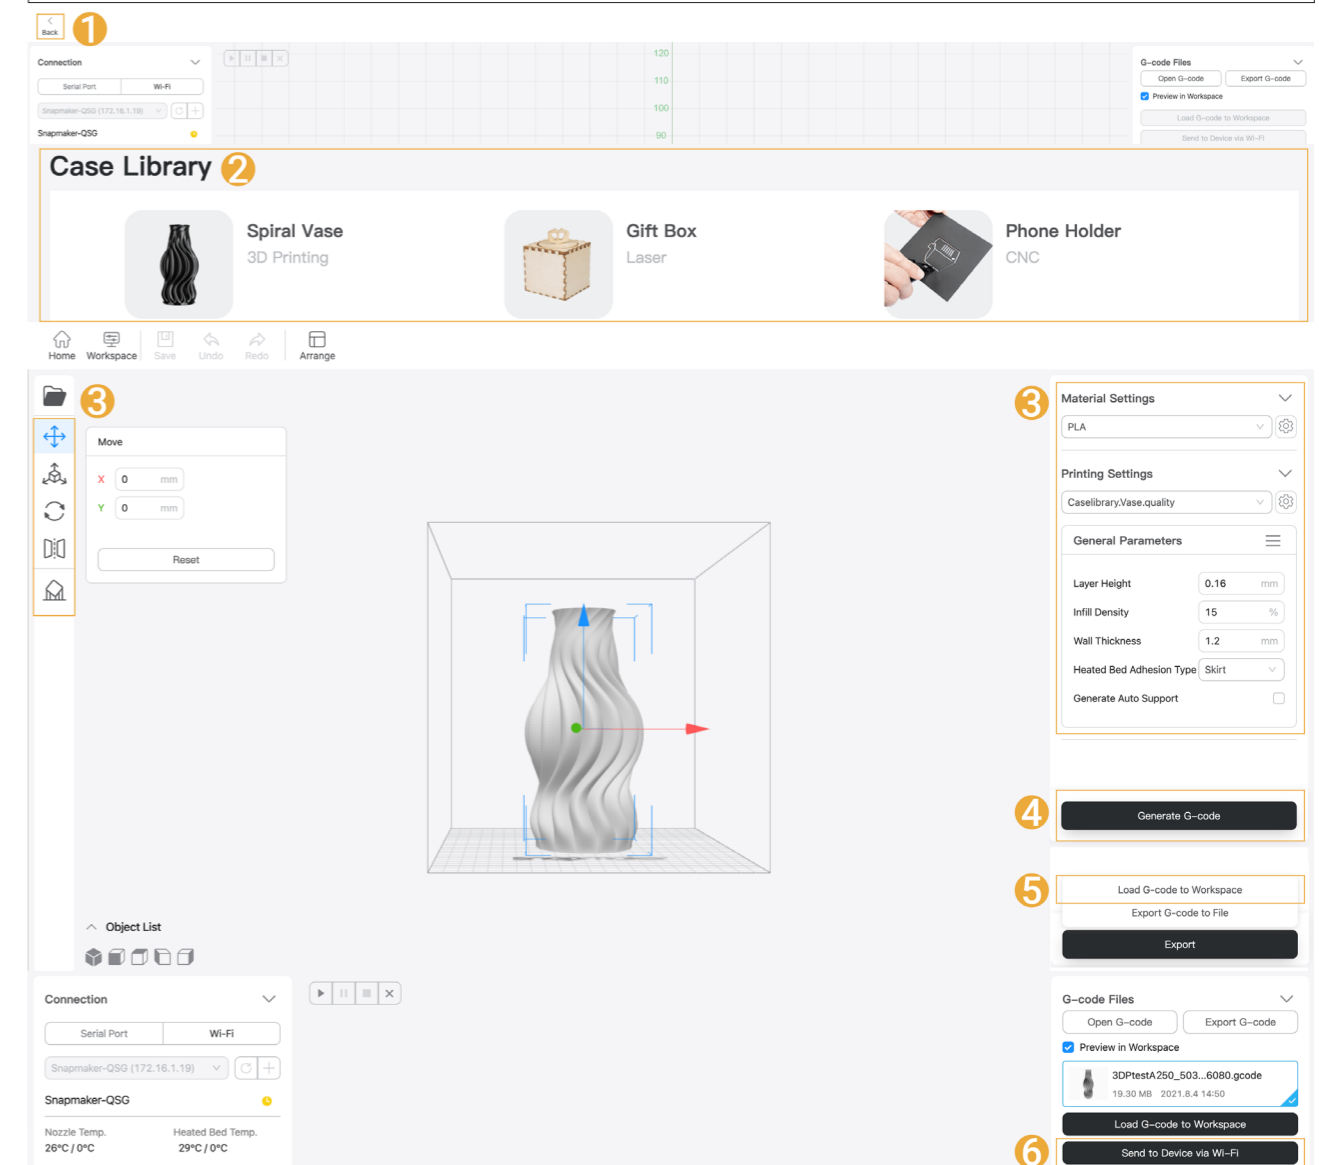 1
Back
Connection
Serial Port Wi-Fi
Snapmaker-QSG (172.16.1.19)
Snapmaker-QSG
120
110
100
90
G-code Files
Open G-code Export G-code
Preview in Workspace
Load G-code to Workspace
Send to Device via Wi-Fi
Case Library 2
Spiral Vase
3D Printing
Gift Box
Laser
Phone Holder
CNC
Home Workspace Save Undo Redo Arrange
3
Move
X 0 mm
Y 0 mm
Reset
3
Material Settings
PLA
Printing Settings
Caselibrary.Vase.quality
General Parameters
Layer Height 0.16 mm
Infill Density 15 %
Wall Thickness 1.2 mm
Heated Bed Adhesion Type Skirt
Generate Auto Support
4
Generate G-code
5
Load G-code to Workspace
Export G-code to File
Export
Object List
Connection
Serial Port Wi-Fi
Snapmaker-QSG (172.16.1.19)
Snapmaker-QSG
Nozzle Temp. Heated Bed Temp.
26°C / 0°C 29°C / 0°C
G-code Files
Open G-code Export G-code
Preview in Workspace
3DPtestA250_503...6080.gcode
19.30 MB 2021.8.4 14:50
Load G-code to Workspace
6
Send to Device via Wi-Fi